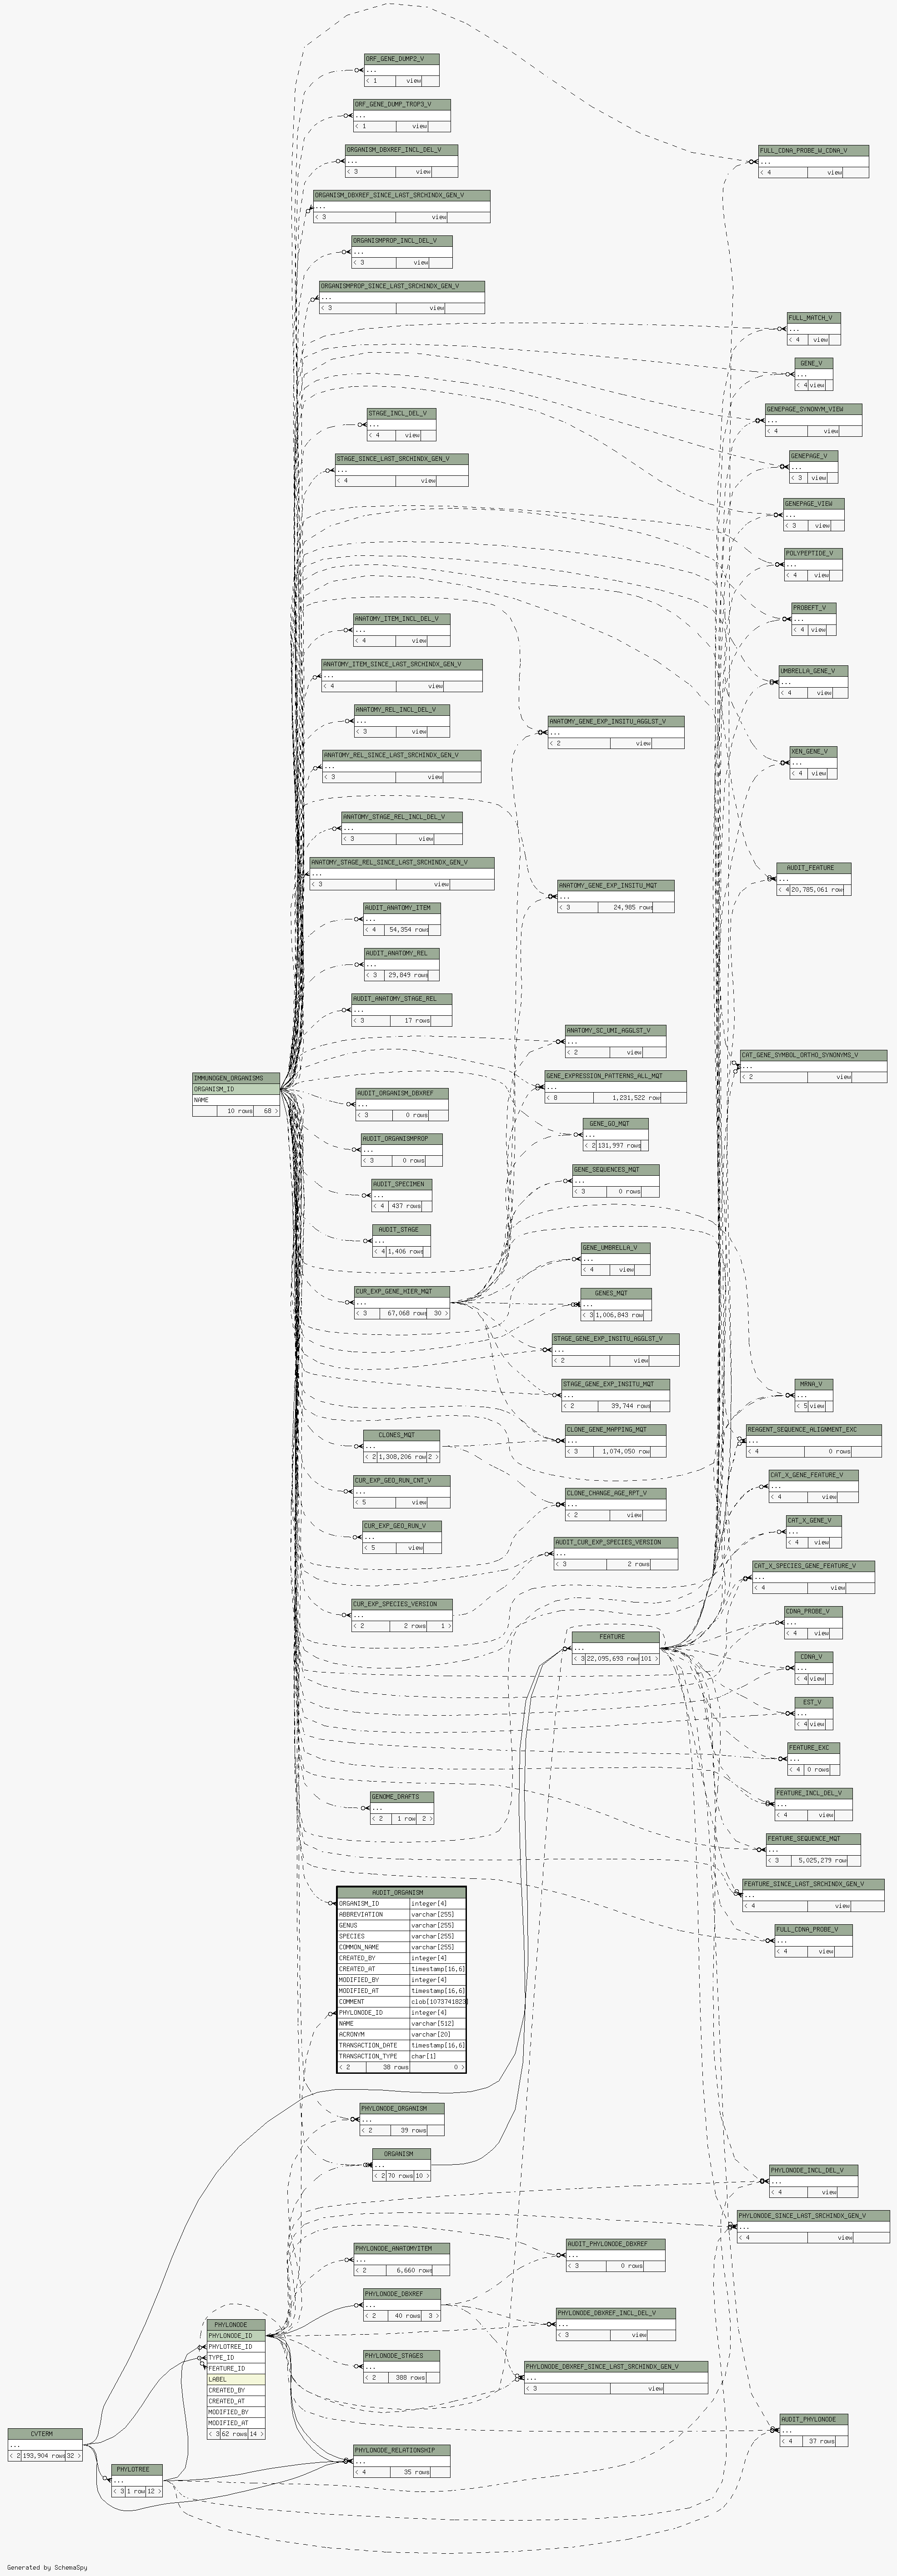 ORF_GENE_DUMP2_V
...
< 1 view
ORF_GENE_DUMP_TROP3_V
...
< 1 view
ORGANISM_DBXREF_INCL_DEL_V
...
< 3 view
FULL_CDNA_PROBE_W_CDNA_V
...
< 4 view
ORGANISM_DBXREF_SINCE_LAST_SRCHINDX_GEN_V
...
< 3 view
ORGANISMPROP_INCL_DEL_V
...
< 3 view
ORGANISMPROP_SINCE_LAST_SRCHINDX_GEN_V
...
< 3 view
FULL_MATCH_V
...
< 4 view
GENE_V
...
< 4 view
STAGE_INCL_DEL_V
...
< 4 view
GENEPAGE_SYNONYM_VIEW
...
< 4 view
STAGE_SINCE_LAST_SRCHINDX_GEN_V
...
< 4 view
GENEPAGE_V
...
< 3 view
GENEPAGE_VIEW
...
< 3 view
POLYPEPTIDE_V
...
< 4 view
PROBEFT_V
...
< 4 view
ANATOMY_ITEM_INCL_DEL_V
...
< 4 view
ANATOMY_ITEM_SINCE_LAST_SRCHINDX_GEN_V
...
< 4 view
UMBRELLA_GENE_V
...
< 4 view
ANATOMY_REL_INCL_DEL_V
...
< 3 view
ANATOMY_GENE_EXP_INSITU_AGGLST_V
...
< 2 view
ANATOMY_REL_SINCE_LAST_SRCHINDX_GEN_V
...
< 3 view
XEN_GENE_V
...
< 4 view
ANATOMY_STAGE_REL_INCL_DEL_V
...
< 3 view
ANATOMY_STAGE_REL_SINCE_LAST_SRCHINDX_GEN_V
...
< 3 view
AUDIT_FEATURE
...
< 4 20,785,061 row
ANATOMY_GENE_EXP_INSITU_MQT
...
< 3 24,985 rows
AUDIT_ANATOMY_ITEM
...
< 4 54,354 rows
AUDIT_ANATOMY_REL
...
< 3 29,849 rows
AUDIT_ANATOMY_STAGE_REL
...
< 3 17 rows
ANATOMY_SC_UMI_AGGLST_V
...
< 2 view
CAT_GENE_SYMBOL_ORTHO_SYNONYMS_V
...
< 2 view
IMMUNOGEN_ORGANISMS
ORGANISM_ID
NAME
10 rows 68 >
GENE_EXPRESSION_PATTERNS_ALL_MQT
...
< 8 1,231,522 row
AUDIT_ORGANISM_DBXREF
...
< 3 0 rows
GENE_GO_MQT
...
< 2 131,997 rows
AUDIT_ORGANISMPROP
...
< 3 0 rows
GENE_SEQUENCES_MQT
...
< 3 0 rows
AUDIT_SPECIMEN
...
< 4 437 rows
AUDIT_STAGE
...
< 4 1,406 rows
GENE_UMBRELLA_V
...
< 4 view
CUR_EXP_GENE_HIER_MQT
...
< 3 67,068 rows 30 >
GENES_MQT
...
< 3 1,006,843 row
STAGE_GENE_EXP_INSITU_AGGLST_V
...
< 2 view
STAGE_GENE_EXP_INSITU_MQT
...
< 2 39,744 rows
MRNA_V
...
< 5 view
CLONES_MQT
...
< 2 1,308,206 row 2 >
CLONE_GENE_MAPPING_MQT
...
< 3 1,074,050 row
REAGENT_SEQUENCE_ALIGNMENT_EXC
...
< 4 0 rows
CUR_EXP_GEO_RUN_CNT_V
...
< 5 view
CAT_X_GENE_FEATURE_V
...
< 4 view
CLONE_CHANGE_AGE_RPT_V
...
< 2 view
CUR_EXP_GEO_RUN_V
...
< 5 view
CAT_X_GENE_V
...
< 4 view
AUDIT_CUR_EXP_SPECIES_VERSION
...
< 3 2 rows
CAT_X_SPECIES_GENE_FEATURE_V
...
< 4 view
CUR_EXP_SPECIES_VERSION
...
< 2 2 rows 1 >
CDNA_PROBE_V
...
< 4 view
FEATURE
...
< 3 22,095,693 row 101 >
CDNA_V
...
< 4 view
EST_V
...
< 4 view
FEATURE_EXC
...
< 4 0 rows
GENOME_DRAFTS
...
< 2 1 row 2 >
FEATURE_INCL_DEL_V
...
< 4 view
FEATURE_SEQUENCE_MQT
...
< 3 5,025,279 row
FEATURE_SINCE_LAST_SRCHINDX_GEN_V
...
< 4 view
FULL_CDNA_PROBE_V
...
< 4 view
AUDIT_ORGANISM
ORGANISM_ID integer[4]
ABBREVIATION varchar[255]
GENUS varchar[255]
SPECIES varchar[255]
COMMON_NAME varchar[255]
CREATED_BY integer[4]
CREATED_AT timestamp[16,6]
MODIFIED_BY integer[4]
MODIFIED_AT timestamp[16,6]
COMMENT clob[1073741823]
PHYLONODE_ID integer[4]
NAME varchar[512]
ACRONYM varchar[20]
TRANSACTION_DATE timestamp[16,6]
TRANSACTION_TYPE char[1]
< 2 38 rows 0 >
PHYLONODE_ORGANISM
...
< 2 39 rows
ORGANISM
...
< 2 70 rows 10 >
PHYLONODE_INCL_DEL_V
...
< 4 view
PHYLONODE_SINCE_LAST_SRCHINDX_GEN_V
...
< 4 view
PHYLONODE_ANATOMYITEM
...
< 2 6,660 rows
AUDIT_PHYLONODE_DBXREF
...
< 3 0 rows
PHYLONODE_DBXREF
...
< 2 40 rows 3 >
PHYLONODE_DBXREF_INCL_DEL_V
...
< 3 view
PHYLONODE
PHYLONODE_ID
PHYLOTREE_ID
TYPE_ID
FEATURE_ID
LABEL
CREATED_BY
CREATED_AT
MODIFIED_BY
MODIFIED_AT
< 3 62 rows 14 >
PHYLONODE_STAGES
...
< 2 388 rows
PHYLONODE_DBXREF_SINCE_LAST_SRCHINDX_GEN_V
...
< 3 view
AUDIT_PHYLONODE
...
< 4 37 rows
CVTERM
...
< 2 193,904 rows 32 >
PHYLONODE_RELATIONSHIP
...
< 4 35 rows
PHYLOTREE
...
< 3 1 row 12 >
Generated by SchemaSpy